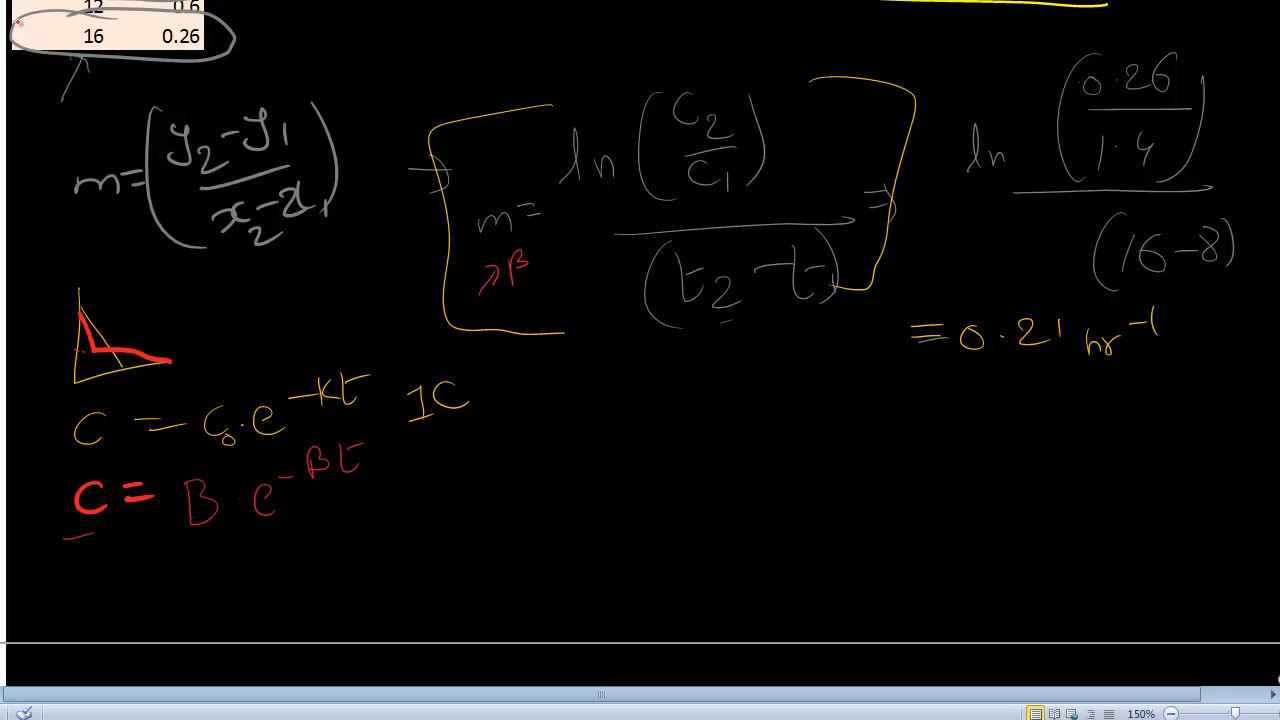 12 0.6
16 0.26
m = (y2 - y1 / x2 - x1) ⇒ m = ln (C2 / C1) / (t2 - t1) ⇒ ln (0.26 / 1.4) / (16 - 8)
β
= 0.21 hr⁻¹
C = C0 · e^-Kt 1C
C = B · e^-βt
150%